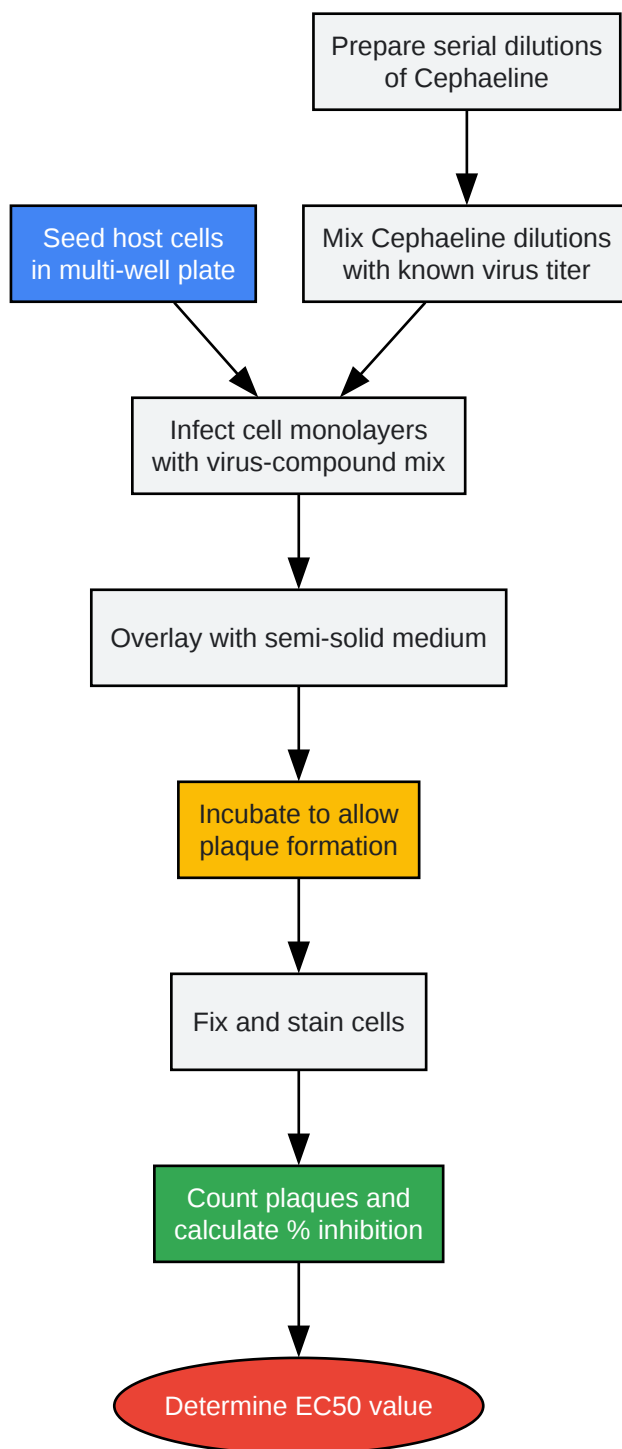 Prepare serial dilutions
of Cephaeline
Seed host cells
in multi-well plate
Mix Cephaeline dilutions
with known virus titer
Infect cell monolayers
with virus-compound mix
Overlay with semi-solid medium
Incubate to allow
plaque formation
Fix and stain cells
Count plaques and
calculate % inhibition
Determine EC50 value